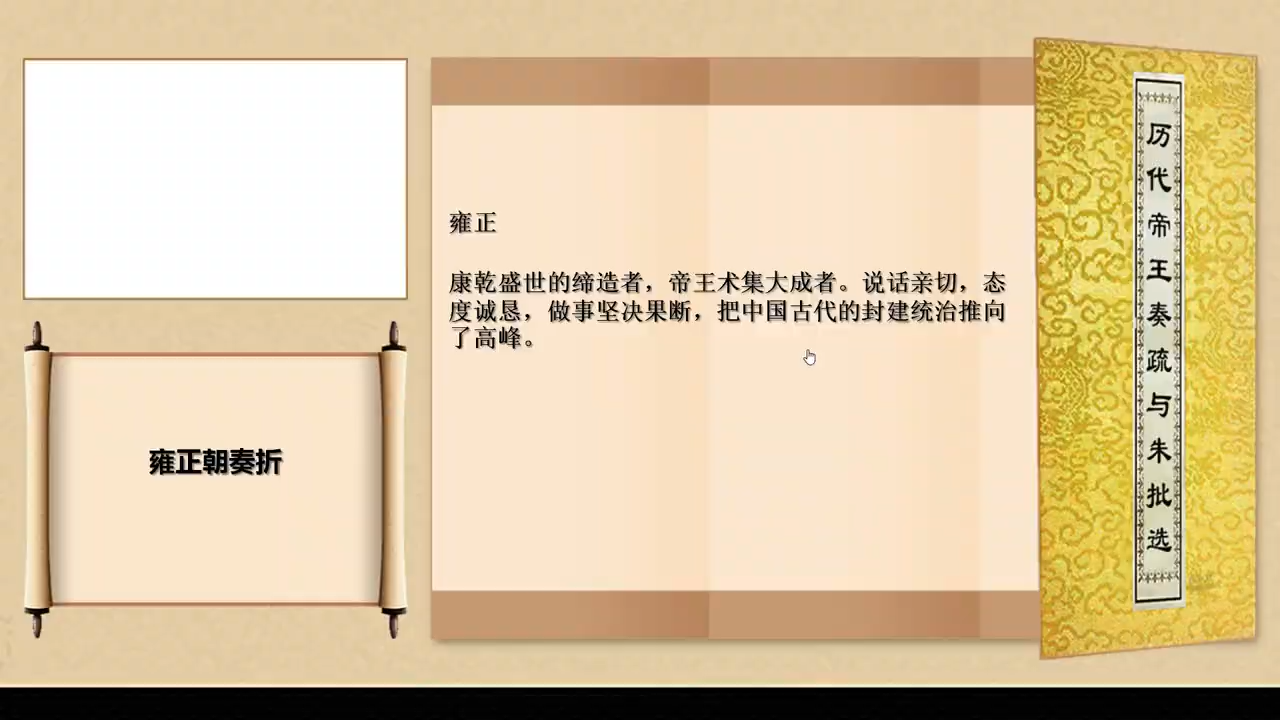 雍正
康乾盛世的缔造者，帝王术集大成者。说话亲切，态
度诚恳，做事坚决果断，把中国古代的封建统治推向
了高峰。
雍正朝奏折
历代帝王奏疏与朱批选